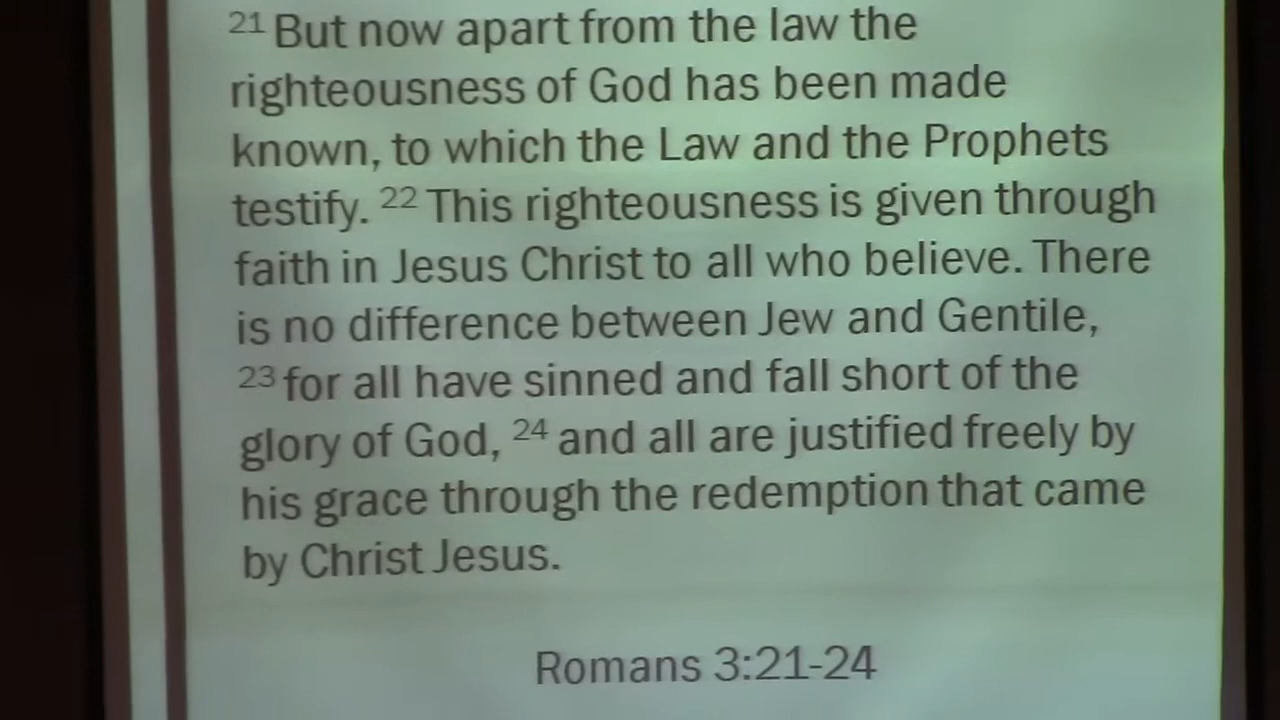 21 But now apart from the law the
righteousness of God has been made
known, to which the Law and the Prophets
testify. 22 This righteousness is given through
faith in Jesus Christ to all who believe. There
is no difference between Jew and Gentile,
23 for all have sinned and fall short of the
glory of God, 24 and all are justified freely by
his grace through the redemption that came
by Christ Jesus.
Romans 3:21-24